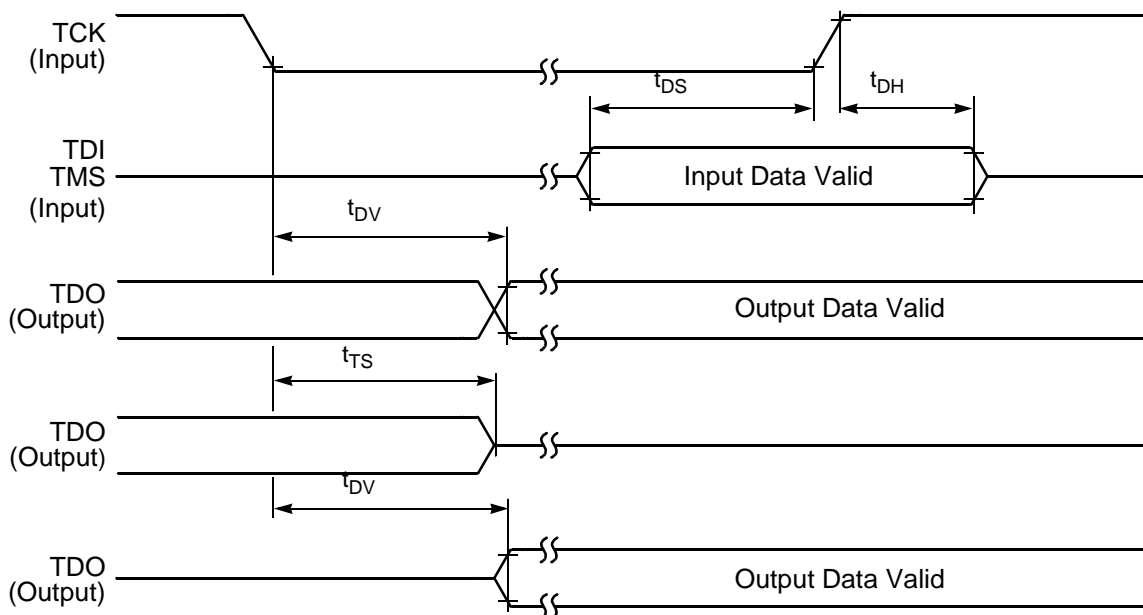 TCK
(Input)
tDS
tDH
TDI
TMS
(Input)
Input Data Valid
tDV
TDO
(Output)
Output Data Valid
tTS
TDO
(Output)
tDV
TDO
(Output)
Output Data Valid